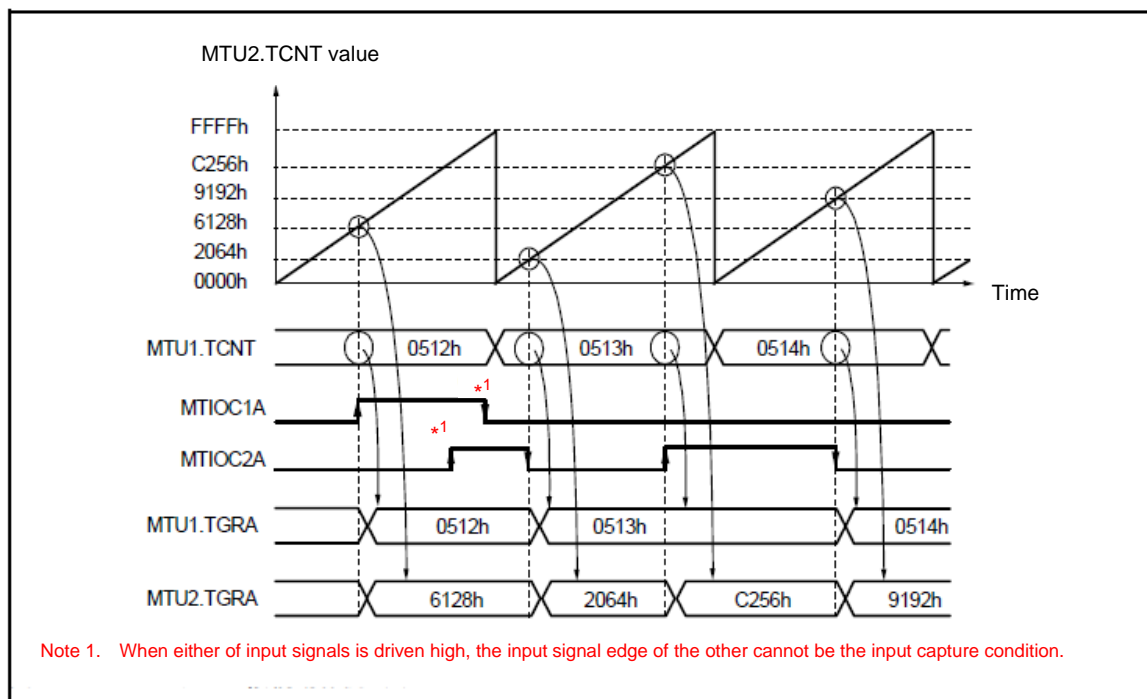 MTU2.TCNT value
FFFFh
C256h
9192h
6128h
2064h
0000h
Time
MTU1.TCNT 0512h 0513h 0514h
*1
MTIOC1A
*1
MTIOC2A
MTU1.TGRA 0512h 0513h 0514h
MTU2.TGRA 6128h 2064h C256h 9192h
Note 1. When either of input signals is driven high, the input signal edge of the other cannot be the input capture condition.